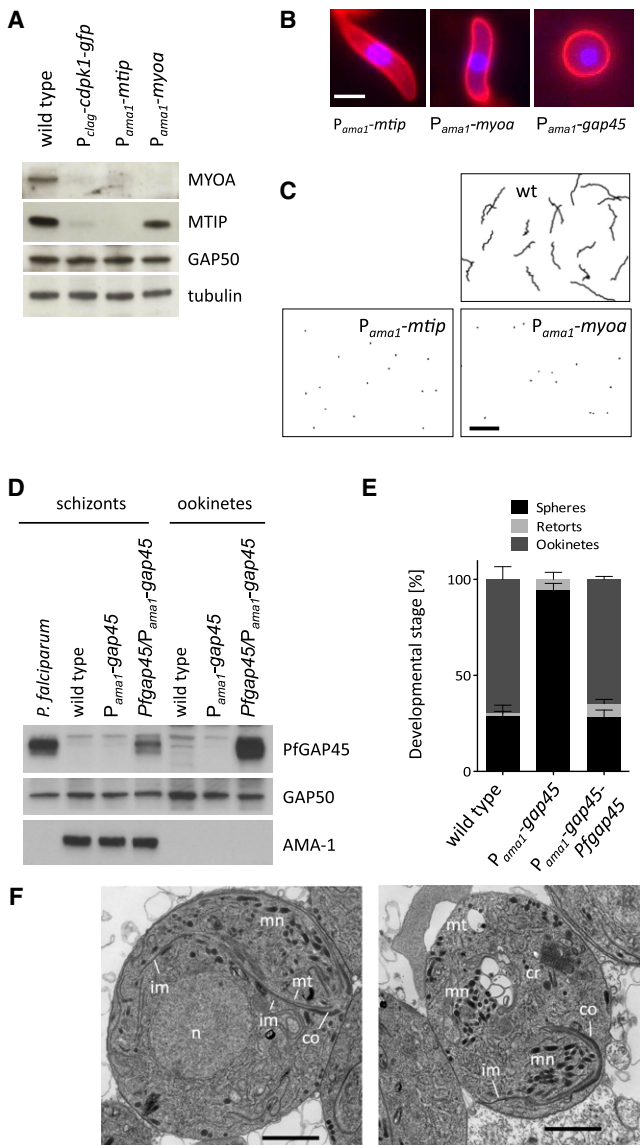 A
wild type
Pclag-cdpk1-gfp
Pama1-mtip
Pama1-myoa
MYOA
MTIP
GAP50
tubulin
B
Pama1-mtip
Pama1-myoa
Pama1-gap45
C
wt
Pama1-mtip
Pama1-myoa
D
schizonts
ookinetes
P. falciparum
wild type
Pama1-gap45
Pfgap45/Pama1-gap45
wild type
Pama1-gap45
Pfgap45/Pama1-gap45
PfGAP45
GAP50
AMA-1
E
Spheres
Retorts
Ookinetes
Developmental stage [%]
100
50
0
wild type
Pama1-gap45
Pama1-gap45-
Pfgap45
F
mn
im
mt
im
n
co
mt
cr
mn
co
mn
im